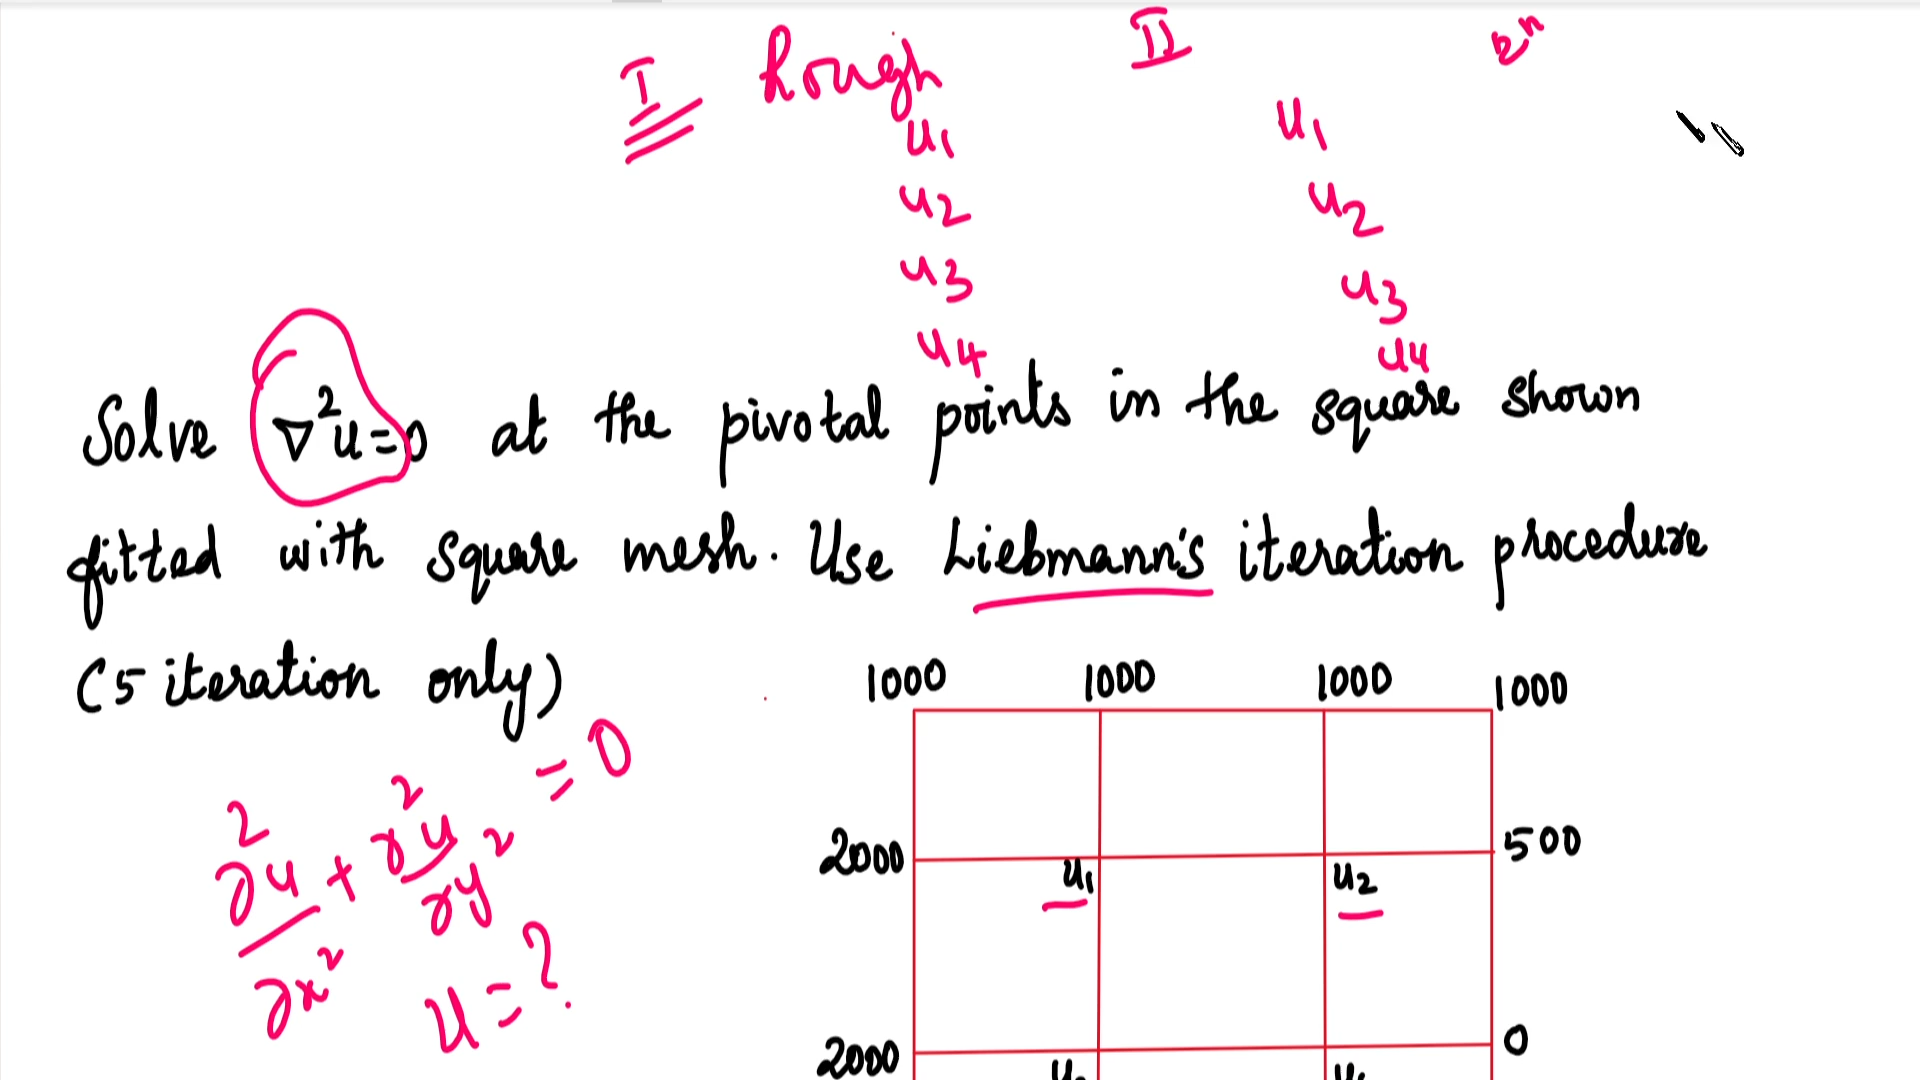 I Rough II
u1 u1
u2 u2
u3 u3
u4 u4
Solve ∇²u=0 at the pivotal points in the square shown
fitted with square mesh. Use Liebmann's iteration procedure
(5 iteration only)
1000 1000 1000 1000
∂²u/∂x² + ∂²u/∂y² = 0
2000 u1 u2 500
u=?
2000 0